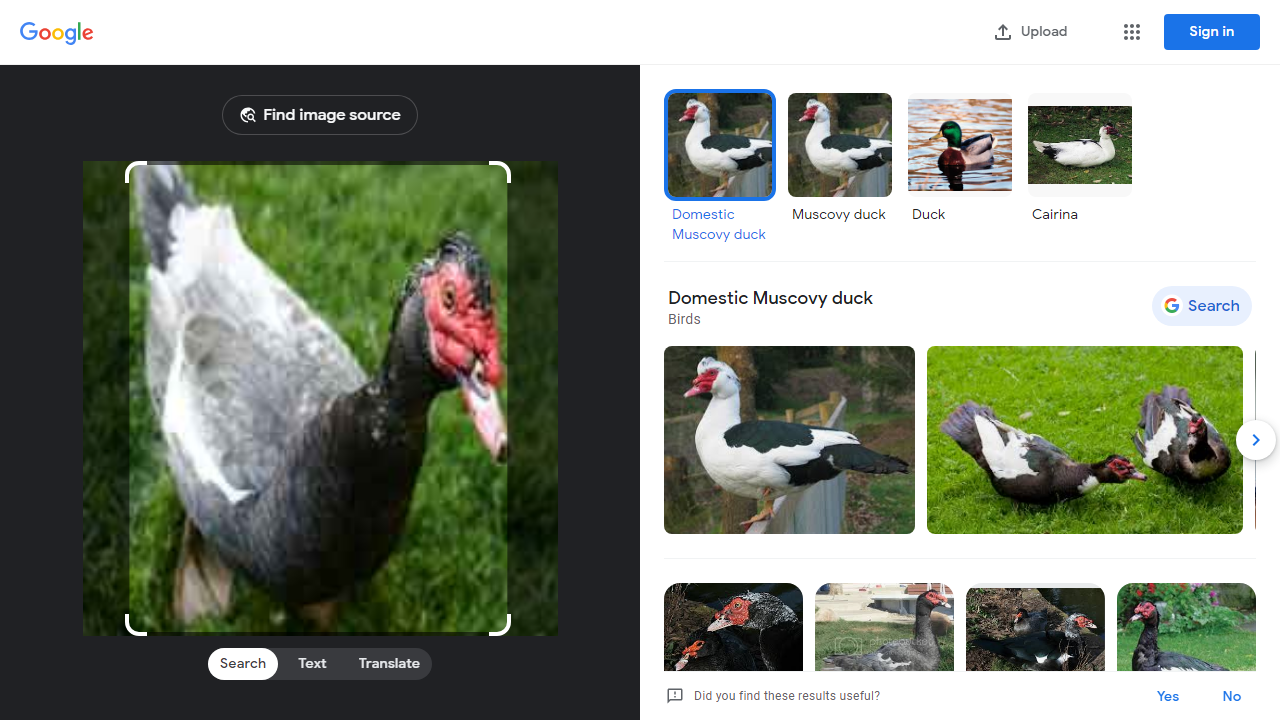 Google
Upload
Sign in
Find image source
Domestic
Muscovy duck
Muscovy duck
Duck
Cairina
Domestic Muscovy duck
Birds
Search
Search
Text
Translate
Did you find these results useful?
Yes
No